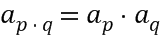 a_{p · q} = a_p · a_q